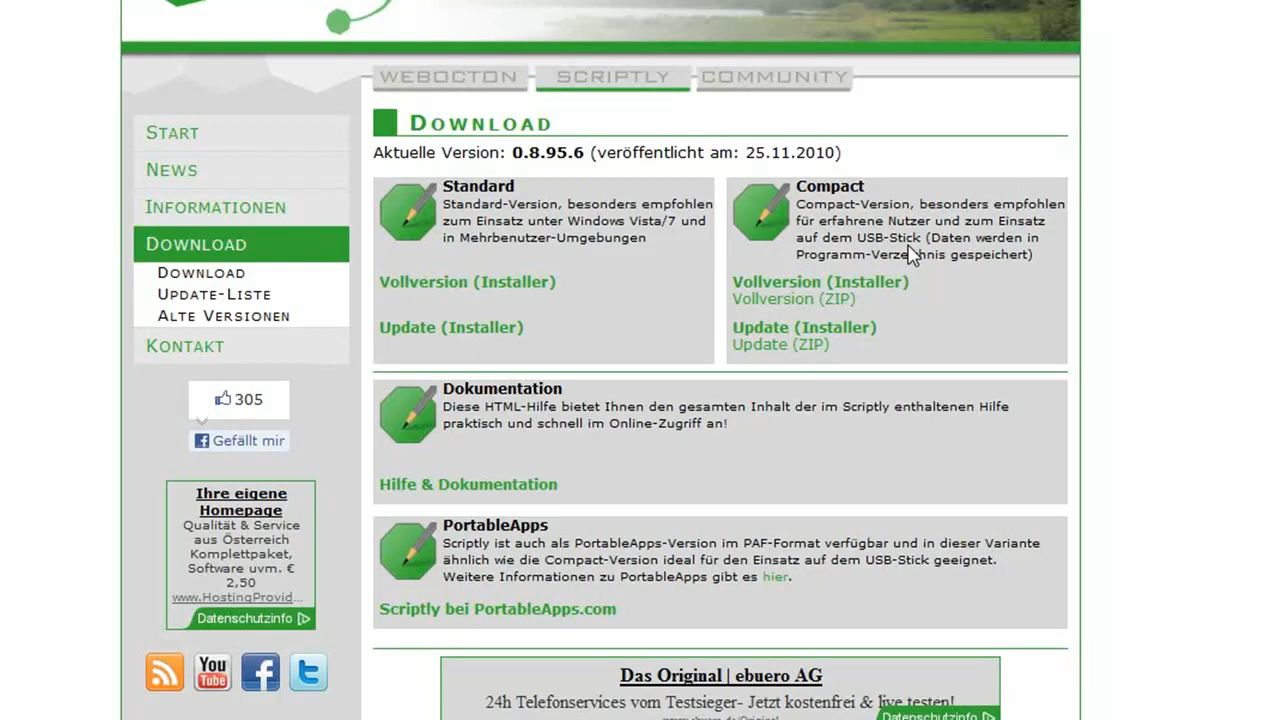 WEBOCTON
SCRIPTLY
COMMUNITY
START
NEWS
INFORMATIONEN
DOWNLOAD
DOWNLOAD
UPDATE-LISTE
ALTE VERSIONEN
KONTAKT
305
Gefällt mir
Ihre eigene
Homepage
Qualität & Service
aus Österreich
Komplettpaket,
Software uvm. €
2,50
www.HostingProvid...
Datenschutzinfo
You
Tube
DOWNLOAD
Aktuelle Version: 0.8.95.6 (veröffentlicht am: 25.11.2010)
Standard
Standard-Version, besonders empfohlen
zum Einsatz unter Windows Vista/7 und
in Mehrbenutzer-Umgebungen
Vollversion (Installer)
Update (Installer)
Compact
Compact-Version, besonders empfohlen
für erfahrene Nutzer und zum Einsatz
auf dem USB-Stick (Daten werden in
Programm-Verzeichnis gespeichert)
Vollversion (Installer)
Vollversion (ZIP)
Update (Installer)
Update (ZIP)
Dokumentation
Diese HTML-Hilfe bietet Ihnen den gesamten Inhalt der im Scriptly enthaltenen Hilfe
praktisch und schnell im Online-Zugriff an!
Hilfe & Dokumentation
PortableApps
Scriptly ist auch als PortableApps-Version im PAF-Format verfügbar und in dieser Variante
ähnlich wie die Compact-Version ideal für den Einsatz auf dem USB-Stick geeignet.
Weitere Informationen zu PortableApps gibt es hier.
Scriptly bei PortableApps.com
Das Original | ebuero AG
24h Telefonservices vom Testsieger- Jetzt kostenfrei & live testen!
Datenschutzinfo